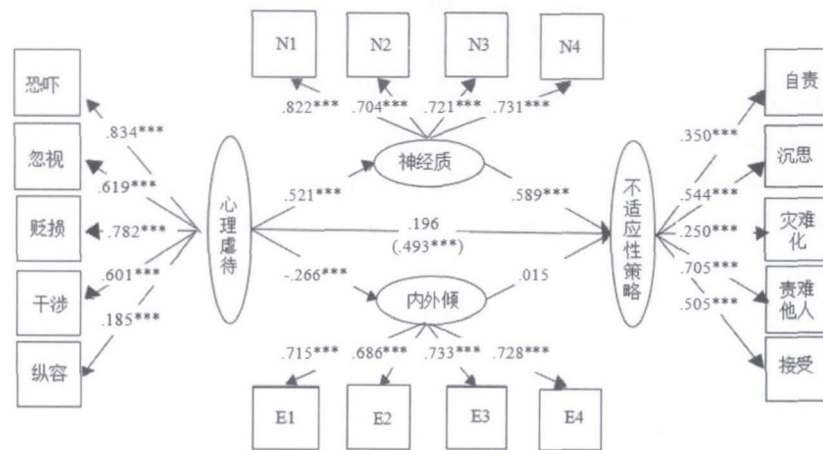 N1
N2
N3
N4
恐吓
忽视
贬损
干涉
纵容
.834***
.619***
.782***
.601***
.185***
.822***
.704***
.721***
.731***
心理虐待
神经质
.521***
.589***
.196
(.493***)
-.266***
.015
内外倾
不适应性策略
.350***
.544***
.250***
.705***
.505***
自责
沉思
灾难
化
责难
他人
接受
.715***
.686***
.733***
.728***
E1
E2
E3
E4